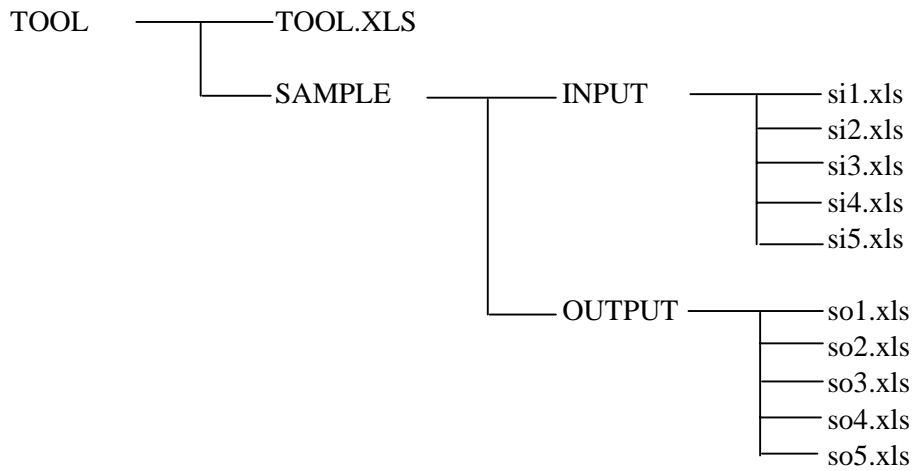 TOOL TOOL.XLS
SAMPLE INPUT si1.xls
si2.xls
si3.xls
si4.xls
si5.xls
OUTPUT so1.xls
so2.xls
so3.xls
so4.xls
so5.xls